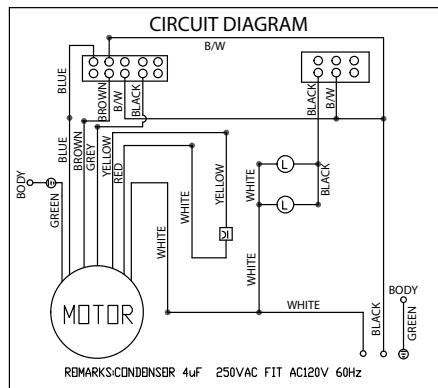 CIRCUIT DIAGRAM
B/W
BLUE
BROWN
B/W
BLACK
BLACK
B/W
BLUE
BROWN
GREY
YELLOW
RED
WHITE
YELLOW
L
BLACK
L
BODY
GREEN
WHITE
WHITE
WHITE
WHITE
BLACK
BODY
GREEN
MOTOR
REMARKS:CONDENSER 4uF 250VAC FIT AC120V 60Hz